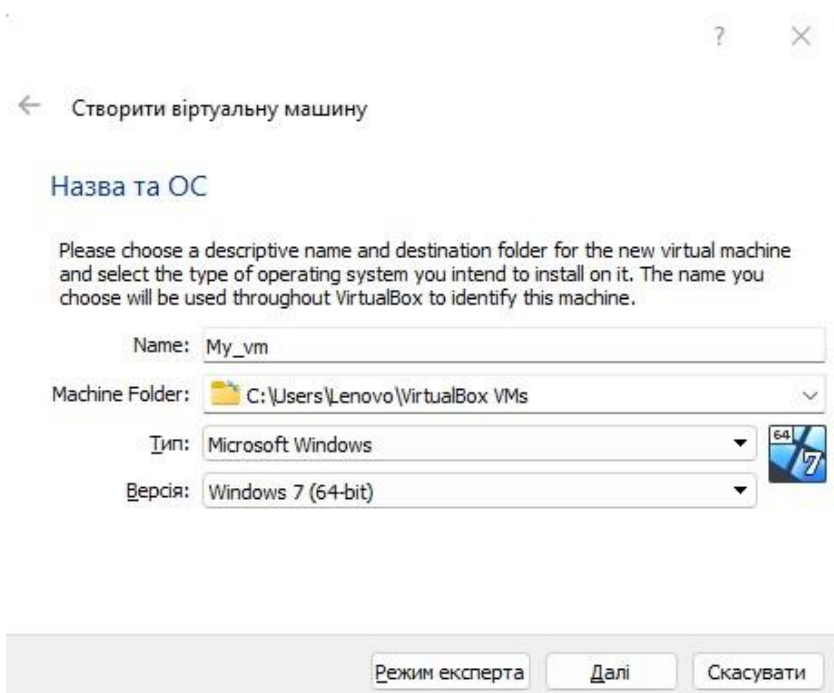 ?
Створити віртуальну машину
Назва та ОС
Please choose a descriptive name and destination folder for the new virtual machine
and select the type of operating system you intend to install on it. The name you
choose will be used throughout VirtualBox to identify this machine.
Name: My_vm
Machine Folder: C:\Users\Lenovo\VirtualBox VMs
Тип: Microsoft Windows
64
7
Версія: Windows 7 (64-bit)
Режим експерта Далі Скасувати